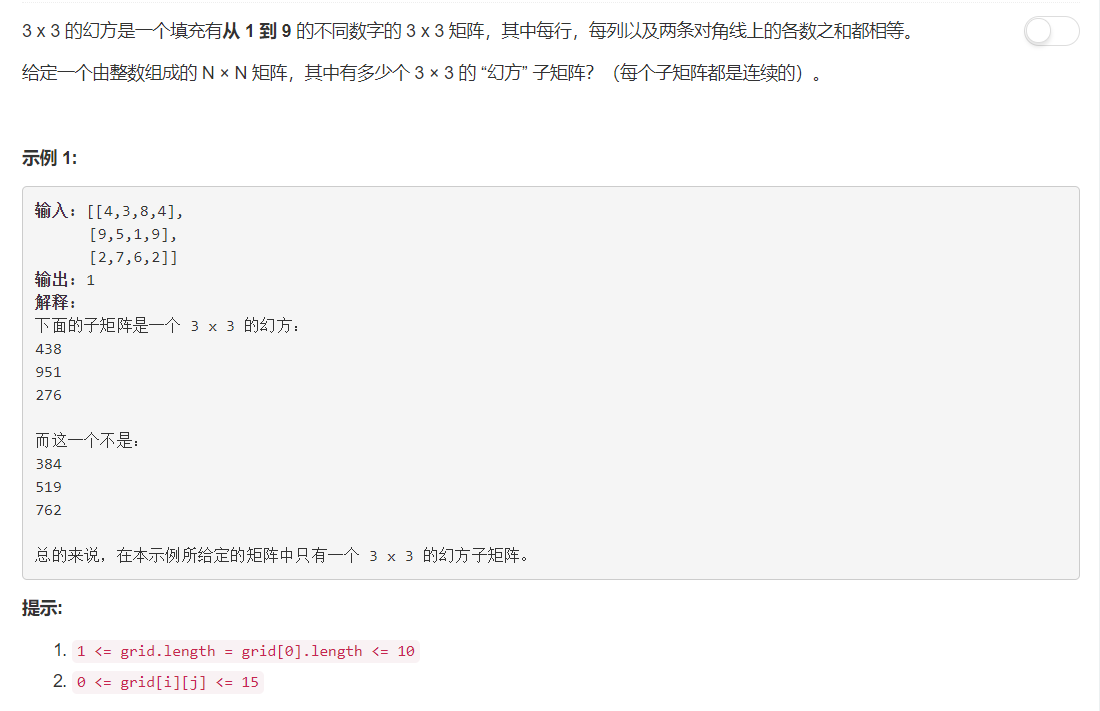 3 x 3 的幻方是一个填充有从 1 到 9 的不同数字的 3 x 3 矩阵，其中每行，每列以及两条对角线上的各数之和都相等。
给定一个由整数组成的 N × N 矩阵，其中有多少个 3 × 3 的 “幻方” 子矩阵？（每个子矩阵都是连续的）。
示例 1:
输入: [[4,3,8,4],
[9,5,1,9],
[2,7,6,2]]
输出: 1
解释:
下面的子矩阵是一个 3 x 3 的幻方:
438
951
276
而这一个不是:
384
519
762
总的来说，在本示例所给定的矩阵中只有一个 3 x 3 的幻方子矩阵。
提示:
1. 1 <= grid.length = grid[0].length <= 10
2. 0 <= grid[i][j] <= 15